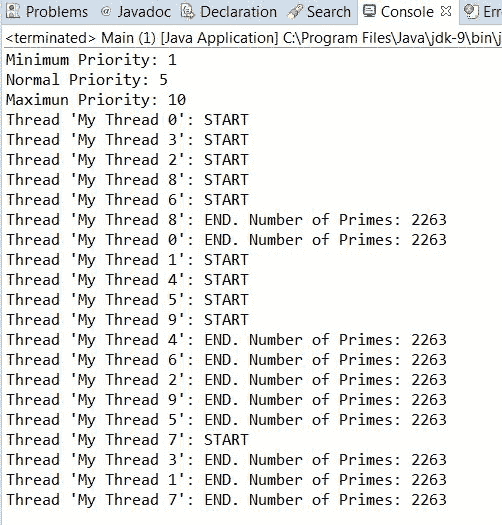 Problems @ Javadoc Declaration Search Console Err
<terminated> Main (1) [Java Application] C:\Program Files\Java\jdk-9\bin\j
Minimum Priority: 1
Normal Priority: 5
Maximun Priority: 10
Thread 'My Thread 0': START
Thread 'My Thread 3': START
Thread 'My Thread 2': START
Thread 'My Thread 8': START
Thread 'My Thread 6': START
Thread 'My Thread 8': END. Number of Primes: 2263
Thread 'My Thread 0': END. Number of Primes: 2263
Thread 'My Thread 1': START
Thread 'My Thread 4': START
Thread 'My Thread 5': START
Thread 'My Thread 9': START
Thread 'My Thread 4': END. Number of Primes: 2263
Thread 'My Thread 6': END. Number of Primes: 2263
Thread 'My Thread 2': END. Number of Primes: 2263
Thread 'My Thread 9': END. Number of Primes: 2263
Thread 'My Thread 5': END. Number of Primes: 2263
Thread 'My Thread 7': START
Thread 'My Thread 3': END. Number of Primes: 2263
Thread 'My Thread 1': END. Number of Primes: 2263
Thread 'My Thread 7': END. Number of Primes: 2263